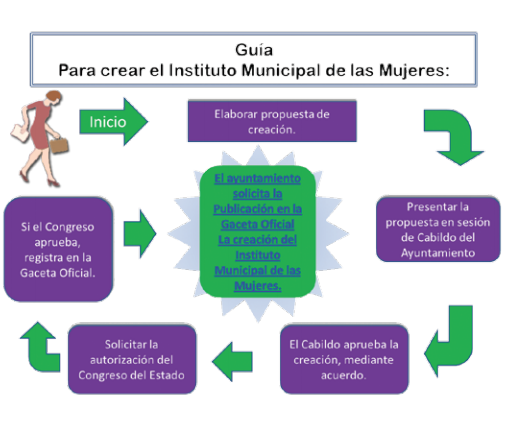 Guía
Para crear el Instituto Municipal de las Mujeres:
Inicio
Elaborar propuesta de
creación.
Presentar la
propuesta en sesión
de Cabildo del
Ayuntamiento
El Cabildo aprueba la
creación, mediante
acuerdo.
Solicitar la
autorización del
Congreso del Estado
Si el Congreso
aprueba,
registra en la
Gaceta Oficial.
El ayuntamiento
solicita la
Publicación en la
Gaceta Oficial
La creación del
Instituto
Municipal de las
Mujeres.